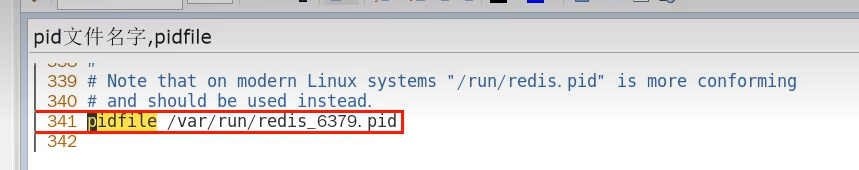 pid文件名字,pidfile
338 #
339 # Note that on modern Linux systems "/run/redis.pid" is more conforming
340 # and should be used instead.
341 pidfile /var/run/redis_6379.pid
342